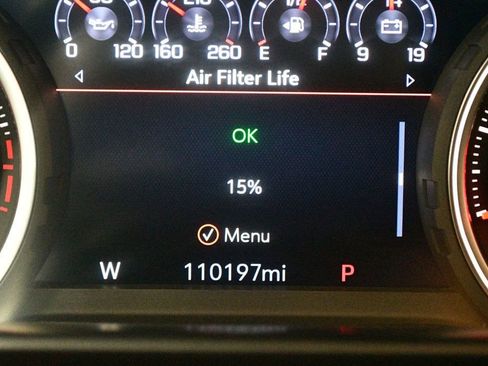 0 120 160 260 E F 9 19
Air Filter Life
OK
15%
Menu
W 110197mi P